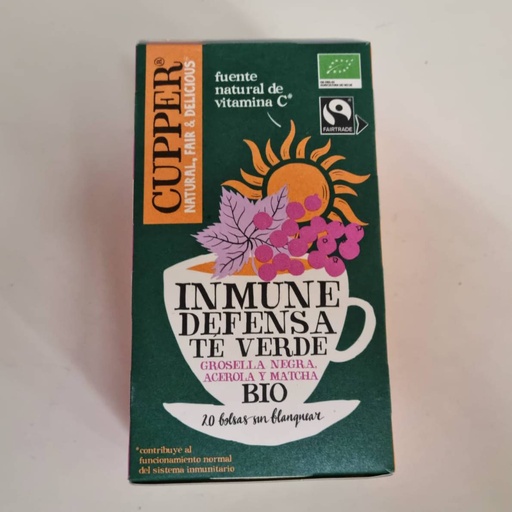 CUPPER®
NATURAL, FAIR & DELICIOUS
fuente
natural de
vitamina C*
FAIRTRADE
INMUNE
DEFENSA
TÉ VERDE
GROSELLA NEGRA,
ACEROLA Y MATCHA
BIO
20 bolsas sin blanquear
*contribuye al
funcionamiento normal
del sistema inmunitario